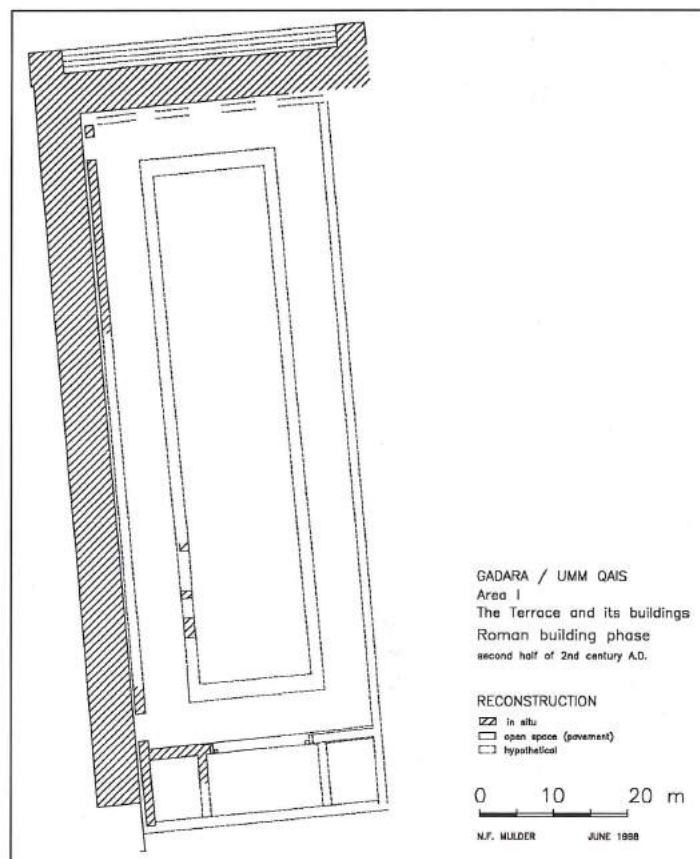 GADARA / UMM QAIS
Area I
The Terrace and its buildings
Roman building phase
second half of 2nd century A.D.
RECONSTRUCTION
in situ
open space (pavement)
hypothetical
0 10 20 m
N.F. MULDER JUNE 1998